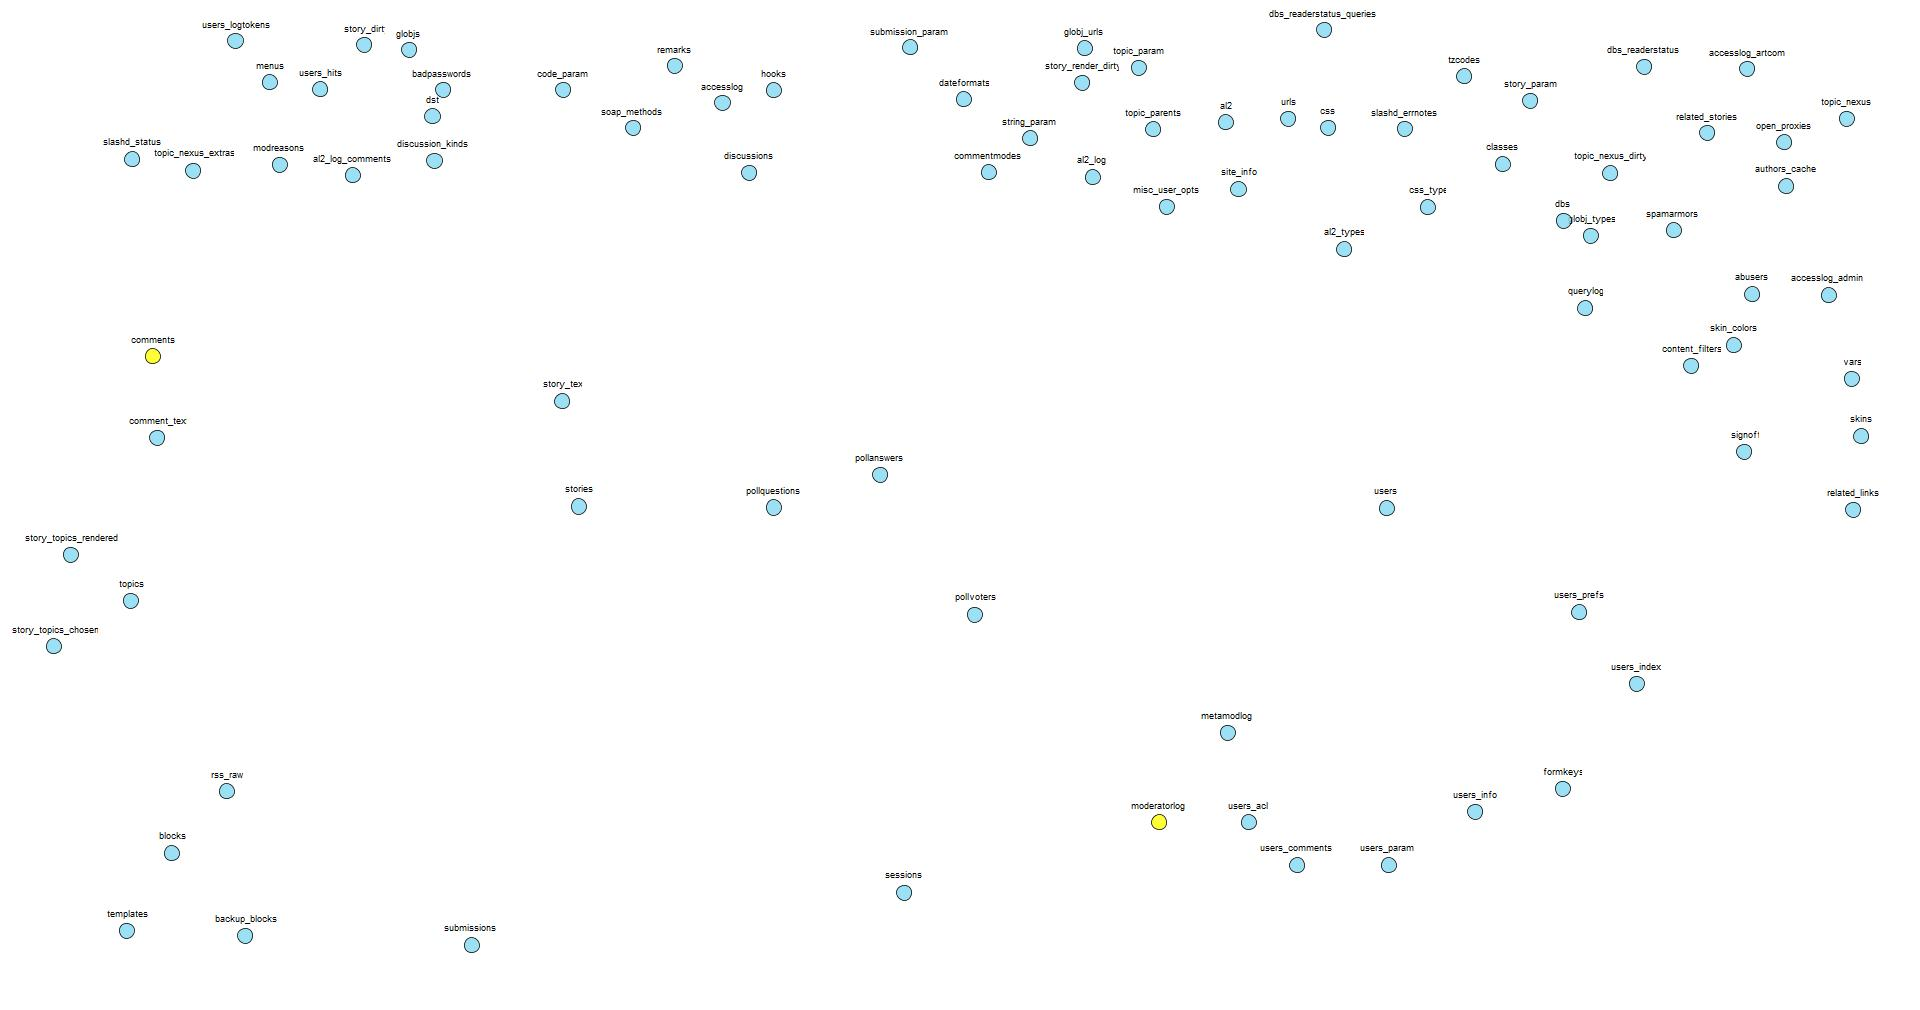 dbs_readerstatus_queries
users_logtokens
story_dirt
globjs
submission_param
globj_urls
topic_param
remarks
dbs_readerstatus
accesslog_artcom
tzcodes
menus
users_hits
badpasswords
code_param
hooks
story_render_dirty
dateformats
story_param
accesslog
dst
soap_methods
string_param
topic_parents
al2
urls
css
slashd_errnotes
related_stories
open_proxies
topic_nexus
slashd_status
topic_nexus_extras
modreasons
al2_log_comments
discussion_kinds
discussions
commentmodes
al2_log
classes
topic_nexus_dirty
authors_cache
misc_user_opts
site_info
css_type
dbs
lobj_types
spamarmors
al2_types
abusers
accesslog_admin
querylog
skin_colors
comments
content_filters
vars
story_tex
comment_tex
skins
signof
pollanswers
stories
pollquestions
users
related_links
story_topics_rendered
topics
pollvoters
users_prefs
story_topics_chosen
users_index
metamodlog
rss_raw
formkeys
users_info
moderatorlog
users_acl
blocks
users_comments
users_param
sessions
templates
backup_blocks
submissions